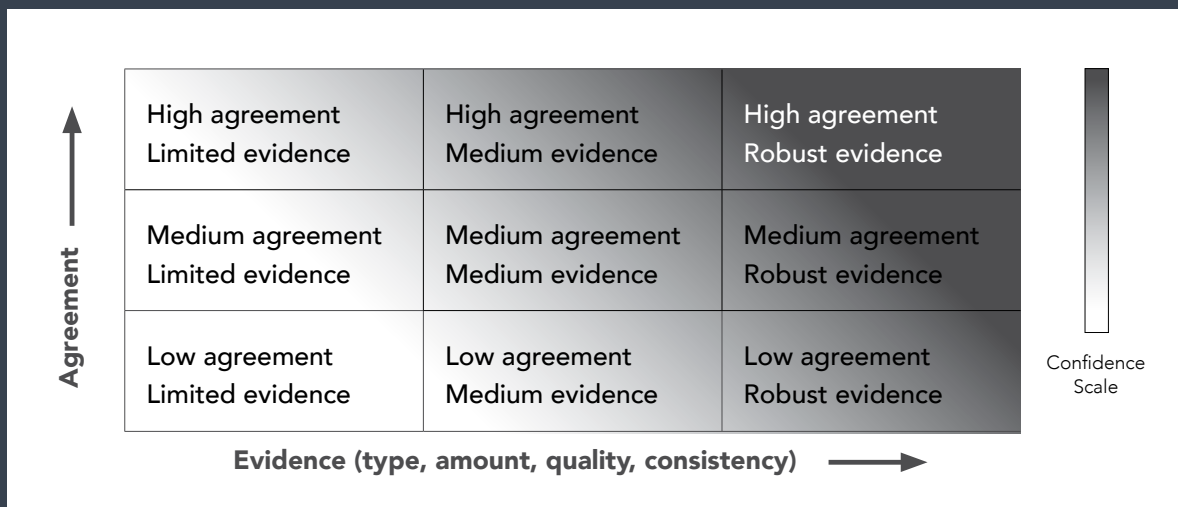 High agreement
Limited evidence
High agreement
Medium evidence
High agreement
Robust evidence
Medium agreement
Limited evidence
Medium agreement
Medium evidence
Medium agreement
Robust evidence
Low agreement
Limited evidence
Low agreement
Medium evidence
Low agreement
Robust evidence
Agreement
Evidence (type, amount, quality, consistency)
Confidence
Scale